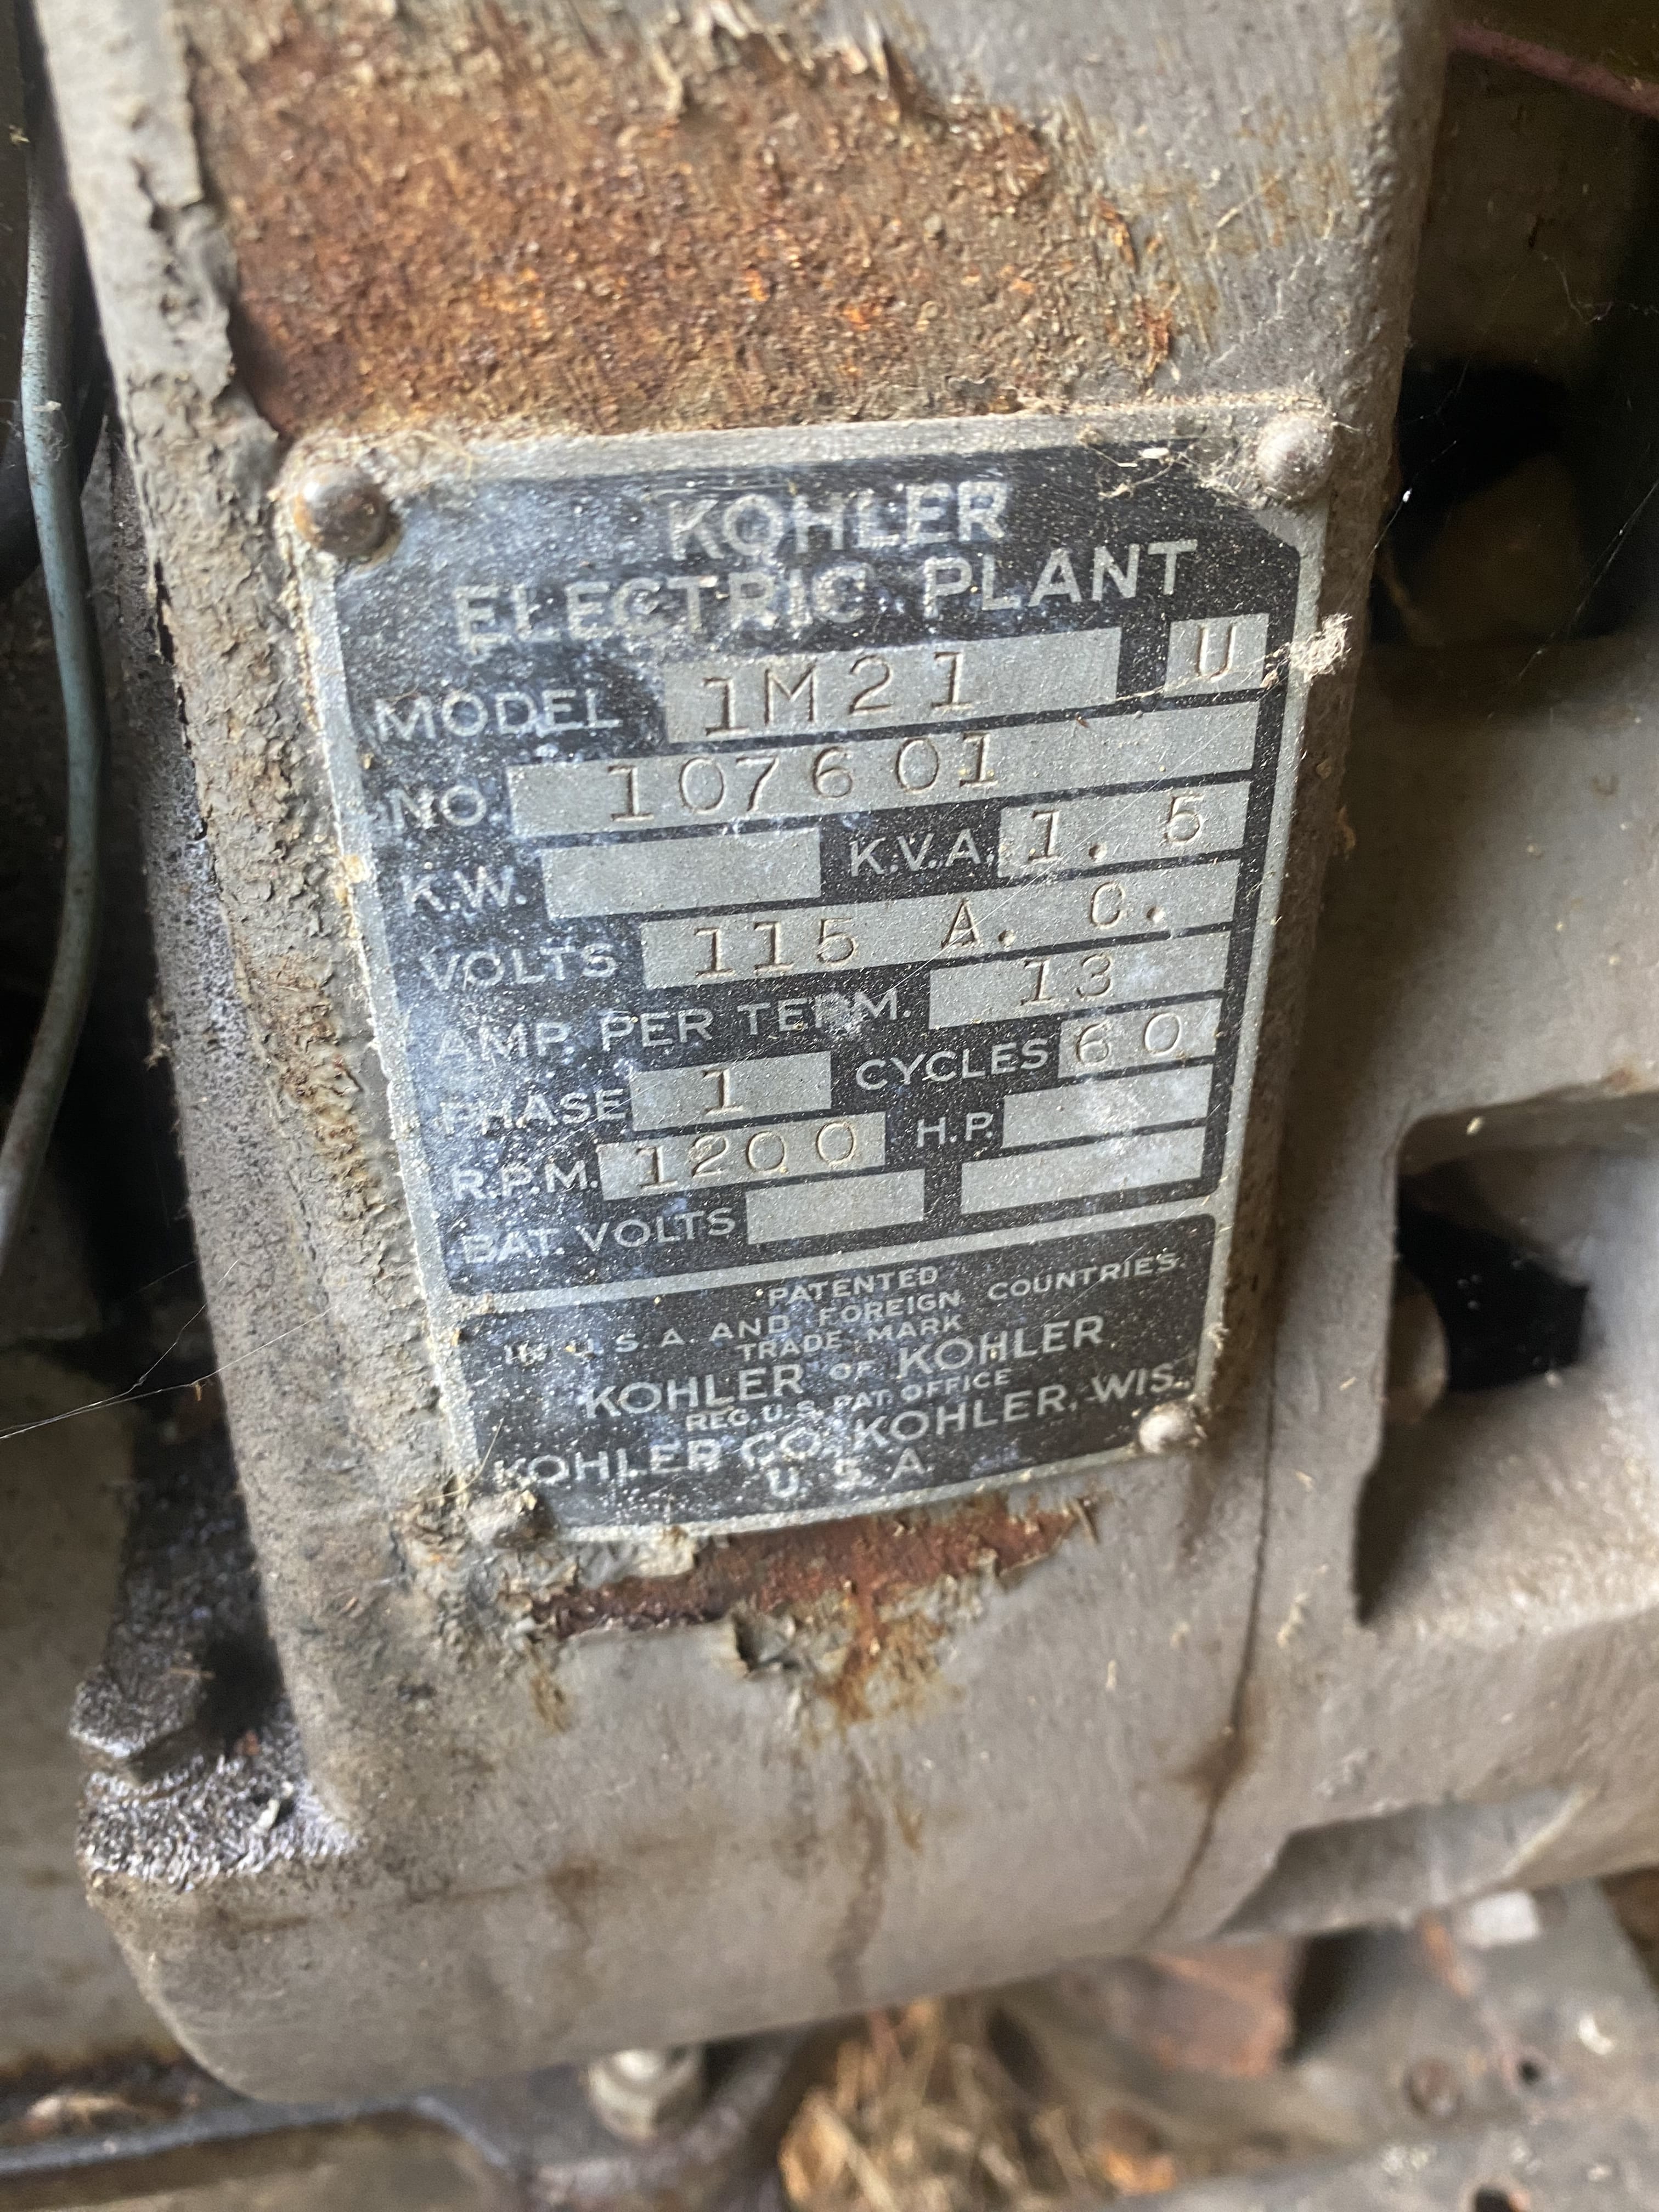 KOHLER
ELECTRIC PLANT
MODEL 1M21 U
NO. 107601
K.W. K.V.A. 1.5
VOLTS 115 A.C.
AMP. PER TERM. 13
PHASE 1 CYCLES 60
R.P.M. 1200 H.P.
BAT. VOLTS
PATENTED
IN U.S.A. AND FOREIGN COUNTRIES
TRADE MARK
KOHLER OF KOHLER
REG. U.S. PAT. OFFICE
KOHLER CO. KOHLER, WIS.
U.S.A.